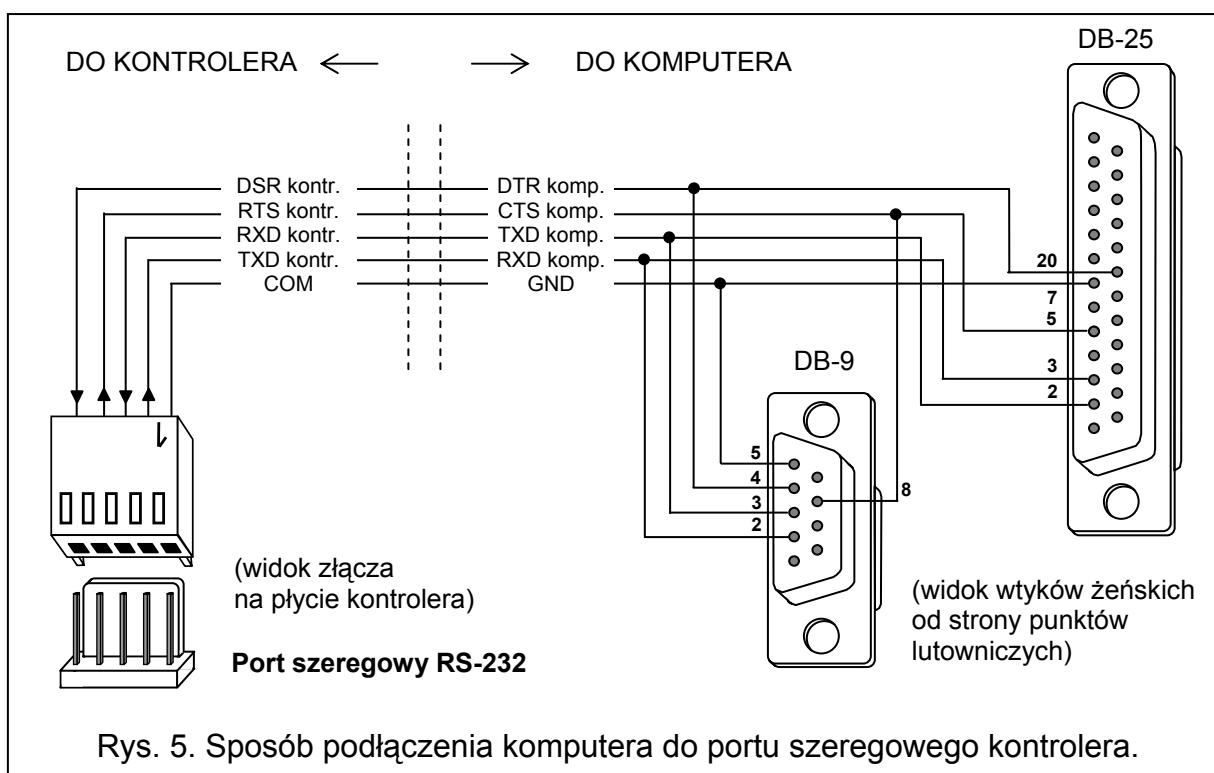 DB-25
DO KONTROLERA
DO KOMPUTERA
DSR kontr.
DTR komp.
RTS kontr.
CTS komp.
RXD kontr.
TXD komp.
TXD kontr.
RXD komp.
COM
GND
20
7
5
3
2
DB-9
5
4
3
2
8
(widok złącza
na płycie kontrolera)
Port szeregowy RS-232
(widok wtyków żeńskich
od strony punktów
lutowniczych)
Rys. 5. Sposób podłączenia komputera do portu szeregowego kontrolera.